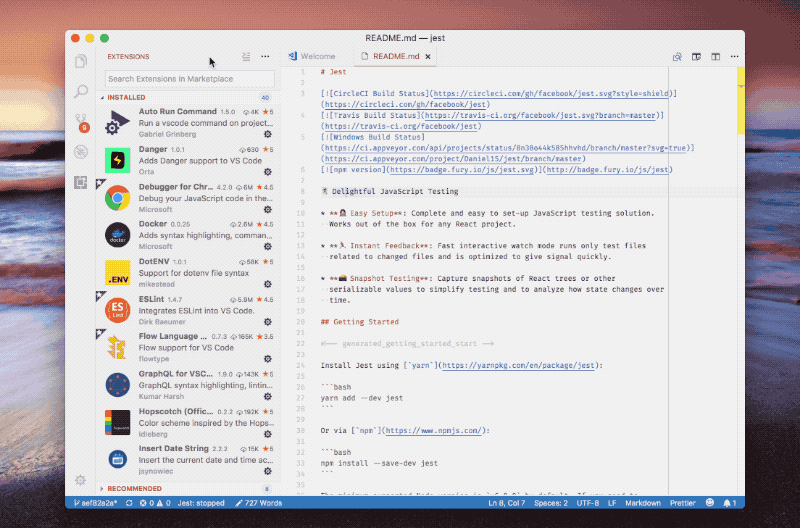 README.md — jest
EXTENSIONS
Search Extensions in Marketplace
INSTALLED 40
Auto Run Command 1.5.0 4K 5
Run a vscode command on project...
Gabriel Grinberg
Danger 1.0.1 630 5
Adds Danger support to VS Code
Orta
Debugger for Chr... 4.2.0 6M 4.5
Debug your JavaScript code in the...
Microsoft
Docker 0.0.25 2.6M 4.5
Adds syntax highlighting, comman...
Microsoft
DotENV 1.0.1 58K 5
Support for dotenv file syntax
mikestead
ESLint 1.4.7 5.9M 4.5
Integrates ESLint into VS Code.
Dirk Baeumer
Flow Language ... 0.7.3 165K 3.5
Flow support for VS Code
flowtype
GraphQL for VSC... 1.9.0 143K 5
GraphQL syntax highlighting, lintin...
Kumar Harsh
Hopscotch (Offic... 0.2.2 192K 5
Color scheme inspired by the Hops...
idleberg
Insert Date String 2.2.2 15K 5
Insert the current date and time ac...
jsynowiec
RECOMMENDED 8
Welcome README.md
1 # Jest
2
3 [![CircleCI Build Status](https://circleci.com/gh/facebook/jest.svg?style=shield)]
(https://circleci.com/gh/facebook/jest)
4 [![Travis Build Status](https://travis-ci.org/facebook/jest.svg?branch=master)]
(https://travis-ci.org/facebook/jest)
5 [![Windows Build Status]
(https://ci.appveyor.com/api/projects/status/8n38o44k585hhvhd/branch/master?svg=true)]
(https://ci.appveyor.com/project/Daniel15/jest/branch/master)
6 [![npm version](https://badge.fury.io/js/jest.svg)](http://badge.fury.io/js/jest)
7
8 🃏 Delightful JavaScript Testing
9
10 * **👩🏻‍💻 Easy Setup**: Complete and easy to set-up JavaScript testing solution.
11 Works out of the box for any React project.
12
13 * **🏃🏽 Instant Feedback**: Fast interactive watch mode runs only test files
14 related to changed files and is optimized to give signal quickly.
15
16 * **📸 Snapshot Testing**: Capture snapshots of React trees or other
17 serializable values to simplify testing and to analyze how state changes over
18 time.
19
20 ## Getting Started
21
22 <!-- generated_getting_started_start -->
23
24 Install Jest using [`yarn`](https://yarnpkg.com/en/package/jest):
25
26 ```bash
27 yarn add --dev jest
28 ```
29
30 Or via [`npm`](https://www.npmjs.com/):
31
32 ```bash
33 npm install --save-dev jest
34 ```
35
aef82a2a* 0 0 Jest: stopped 727 Words Ln 8, Col 7 Spaces: 2 UTF-8 LF Markdown Prettier 1